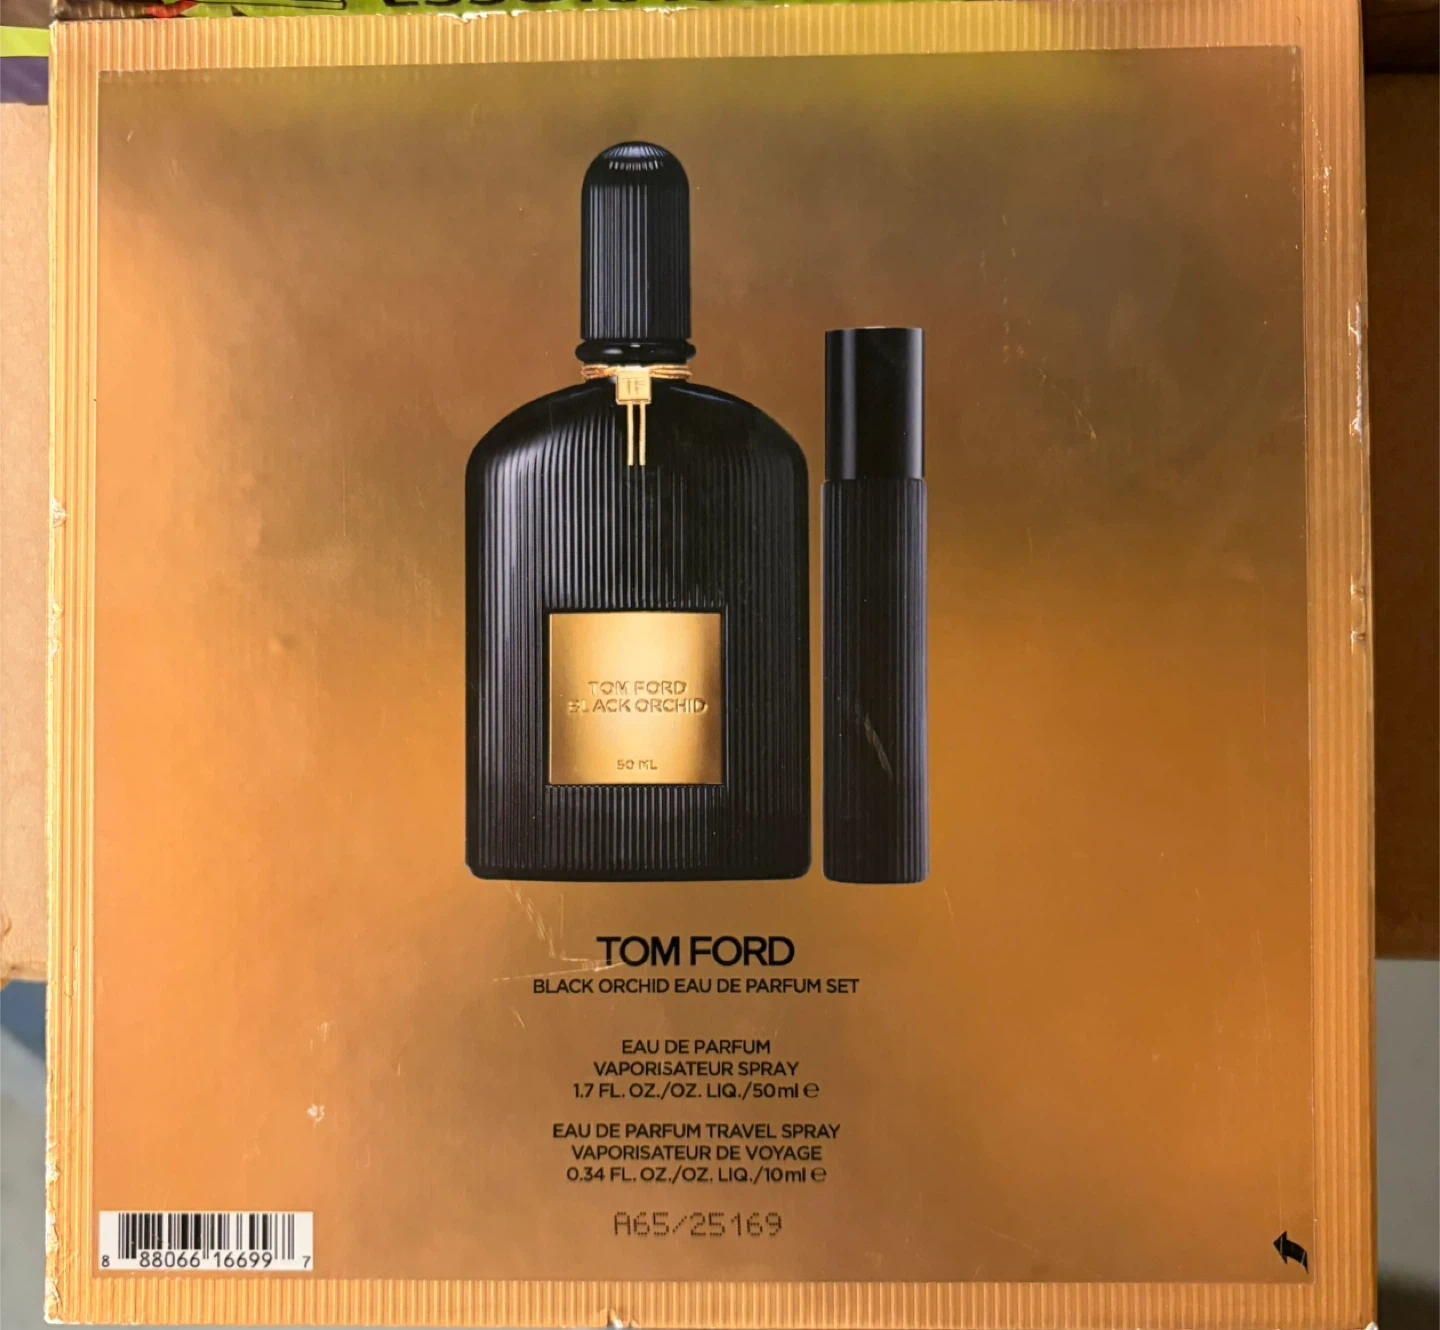 TF
TOM FORD
BLACK ORCHID
50 ML
TOM FORD
BLACK ORCHID EAU DE PARFUM SET
EAU DE PARFUM
VAPORISATEUR SPRAY
1.7 FL. OZ./OZ. LIQ./50ml ℮
EAU DE PARFUM TRAVEL SPRAY
VAPORISATEUR DE VOYAGE
0.34 FL. OZ./OZ. LIQ./10ml ℮
A65/25169
8 88066 16699 7